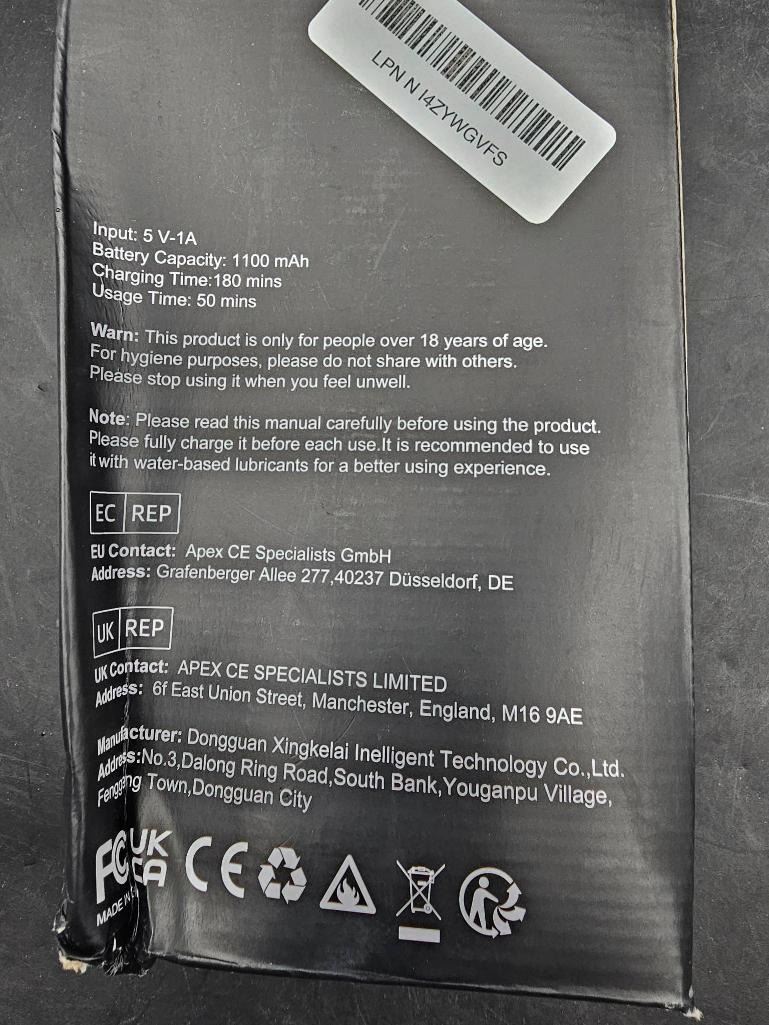 LPN N I4ZYWGVFS
Input: 5 V-1A
Battery Capacity: 1100 mAh
Charging Time:180 mins
Usage Time: 50 mins
Warn: This product is only for people over 18 years of age.
For hygiene purposes, please do not share with others.
Please stop using it when you feel unwell.
Note: Please read this manual carefully before using the product.
Please fully charge it before each use.It is recommended to use
it with water-based lubricants for a better using experience.
EC REP
EU Contact: Apex CE Specialists GmbH
Address: Grafenberger Allee 277,40237 Düsseldorf, DE
UK REP
UK Contact: APEX CE SPECIALISTS LIMITED
Address: 6f East Union Street, Manchester, England, M16 9AE
Manufacturer: Dongguan Xingkelai Inelligent Technology Co.,Ltd.
Address:No.3,Dalong Ring Road,South Bank,Youganpu Village,
Fenggang Town,Dongguan City
FC UK CA CE
MADE IN